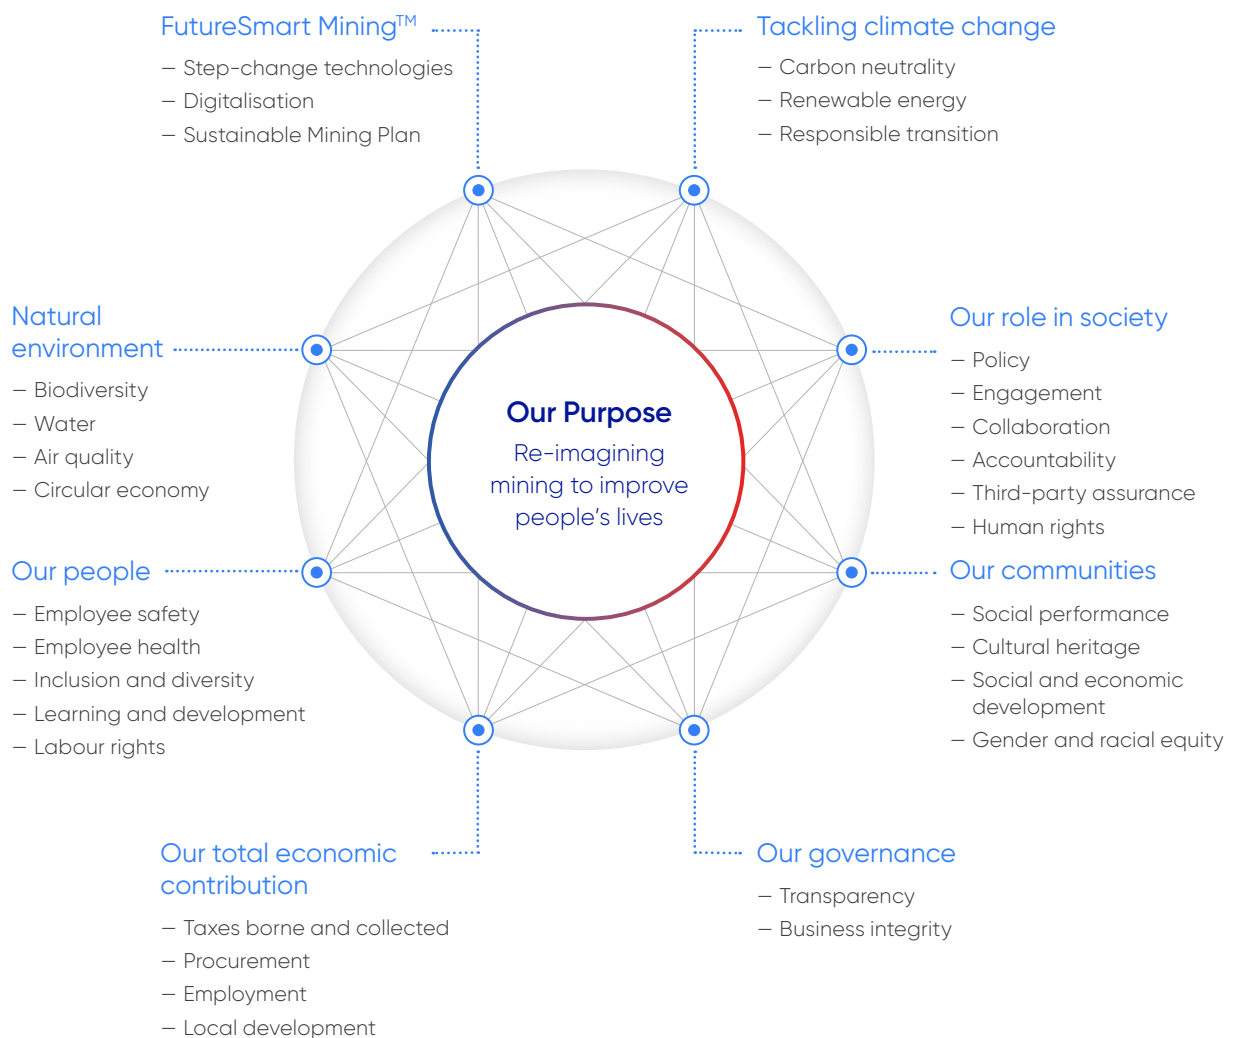 FutureSmart Mining™
— Step-change technologies
— Digitalisation
— Sustainable Mining Plan
Tackling climate change
— Carbon neutrality
— Renewable energy
— Responsible transition
Natural
environment
— Biodiversity
— Water
— Air quality
— Circular economy
Our Purpose
Re-imagining
mining to improve
people’s lives
Our role in society
— Policy
— Engagement
— Collaboration
— Accountability
— Third-party assurance
— Human rights
Our people
— Employee safety
— Employee health
— Inclusion and diversity
— Learning and development
— Labour rights
Our communities
— Social performance
— Cultural heritage
— Social and economic
development
— Gender and racial equity
Our total economic
contribution
— Taxes borne and collected
— Procurement
— Employment
— Local development
Our governance
— Transparency
— Business integrity